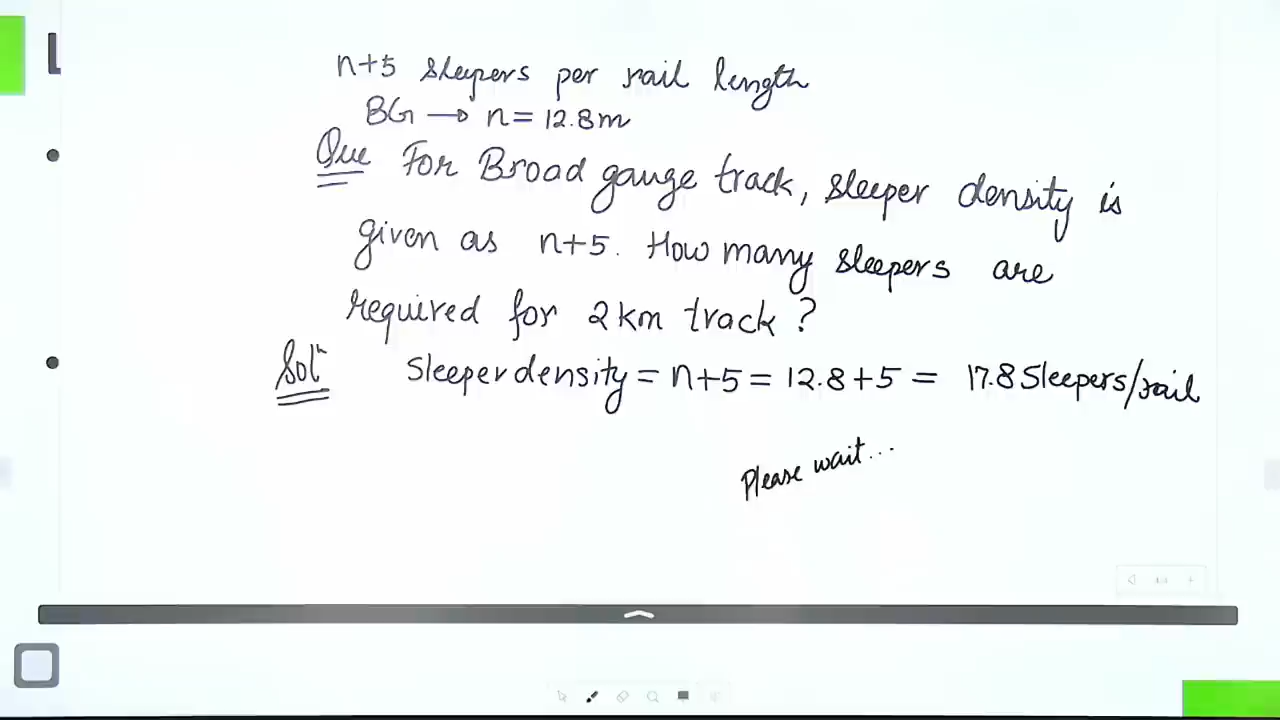 n+5 sleepers per rail length
BG → n = 12.8m
Que For Broad gauge track, sleeper density is
given as n+5. How many sleepers are
required for 2km track?
Solⁿ Sleeper density = n+5 = 12.8+5 = 17.8 Sleepers/rail
Please wait...